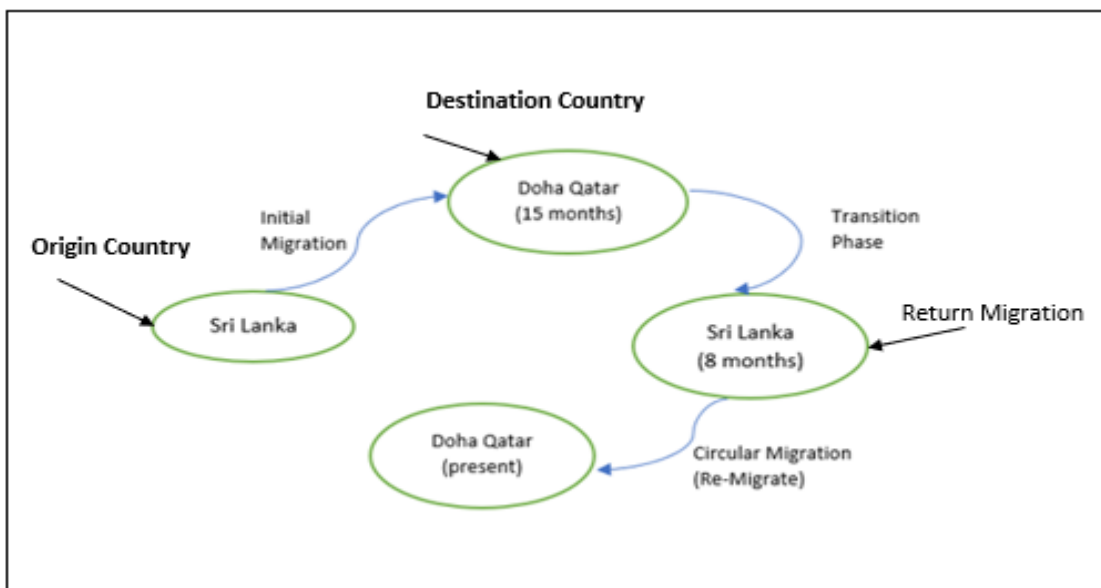 Destination Country
Doha Qatar
(15 months)
Initial
Migration
Transition
Phase
Origin Country
Sri Lanka
Return Migration
Sri Lanka
(8 months)
Doha Qatar
(present)
Circular Migration
(Re-Migrate)